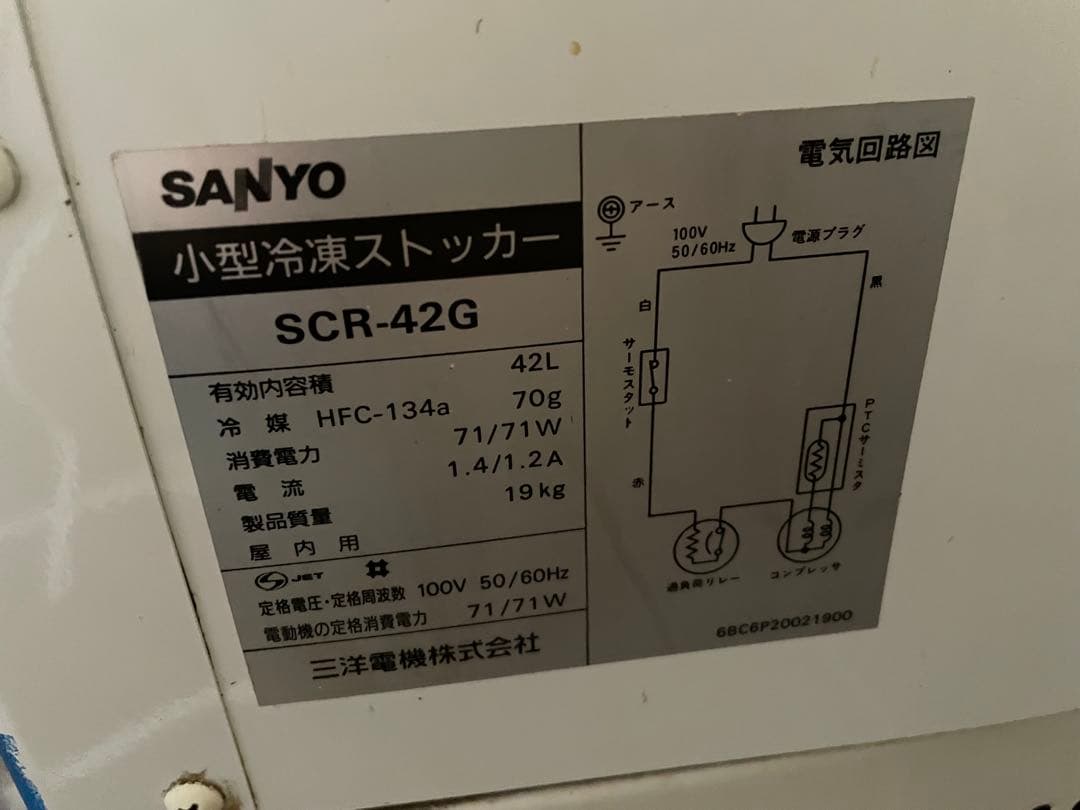 SANYO
小型冷凍ストッカー
SCR-42G
有効内容積 42L
冷媒 HFC-134a 70g
消費電力 71/71W
電流 1.4/1.2A
製品質量 19kg
屋内用
JET
定格電圧・定格周波数 100V 50/60Hz
電動機の定格消費電力 71/71W
三洋電機株式会社
電気回路図
アース
100V
50/60Hz
電源プラグ
白
黒
サーモスタット
PTCサーミスタ
赤
過負荷リレー
コンプレッサ
6BC6P20021900